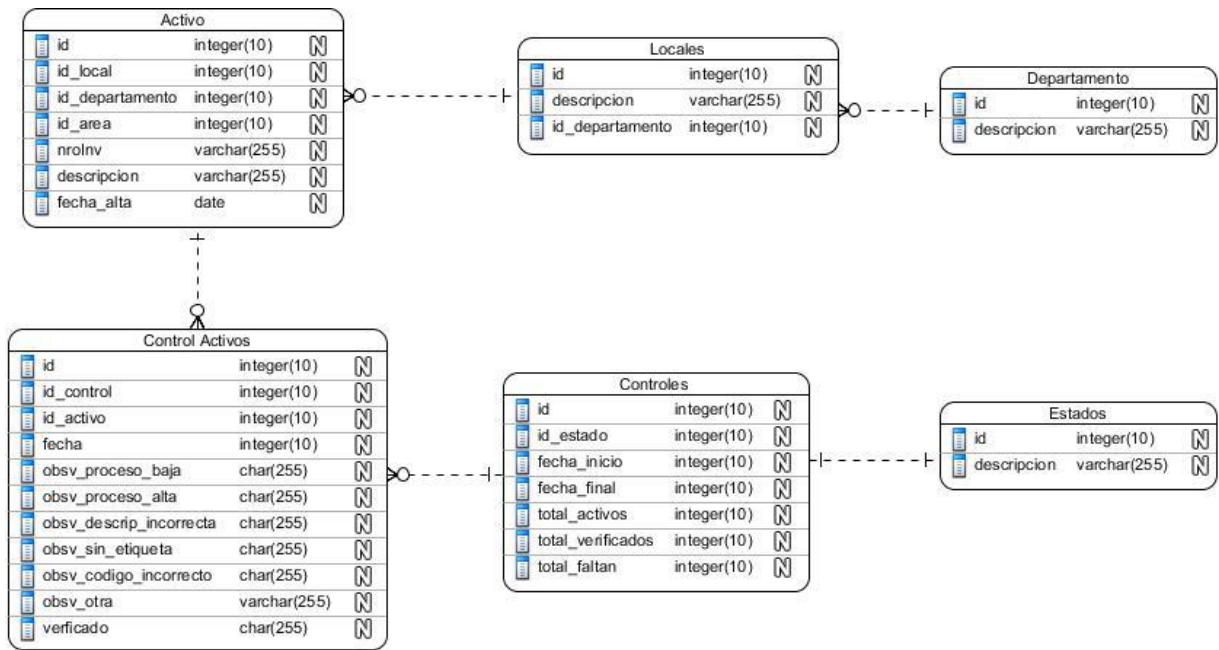 Activo
id integer(10) N
id_local integer(10) N
id_departamento integer(10) N
id_area integer(10) N
nroInv varchar(255) N
descripcion varchar(255) N
fecha_alta date N
Locales
id integer(10) N
descripcion varchar(255) N
id_departamento integer(10) N
Departamento
id integer(10) N
descripcion varchar(255) N
Control Activos
id integer(10) N
id_control integer(10) N
id_activo integer(10) N
fecha integer(10) N
obsv_proceso_baja char(255) N
obsv_proceso_alta char(255) N
obsv_descrip_incorrecta char(255) N
obsv_sin_etiqueta char(255) N
obsv_codigo_incorrecto char(255) N
obsv_otra varchar(255) N
verficado char(255) N
Controles
id integer(10) N
id_estado integer(10) N
fecha_inicio integer(10) N
fecha_final integer(10) N
total_activos integer(10) N
total_verificados integer(10) N
total_faltan integer(10) N
Estados
id integer(10) N
descripcion varchar(255) N